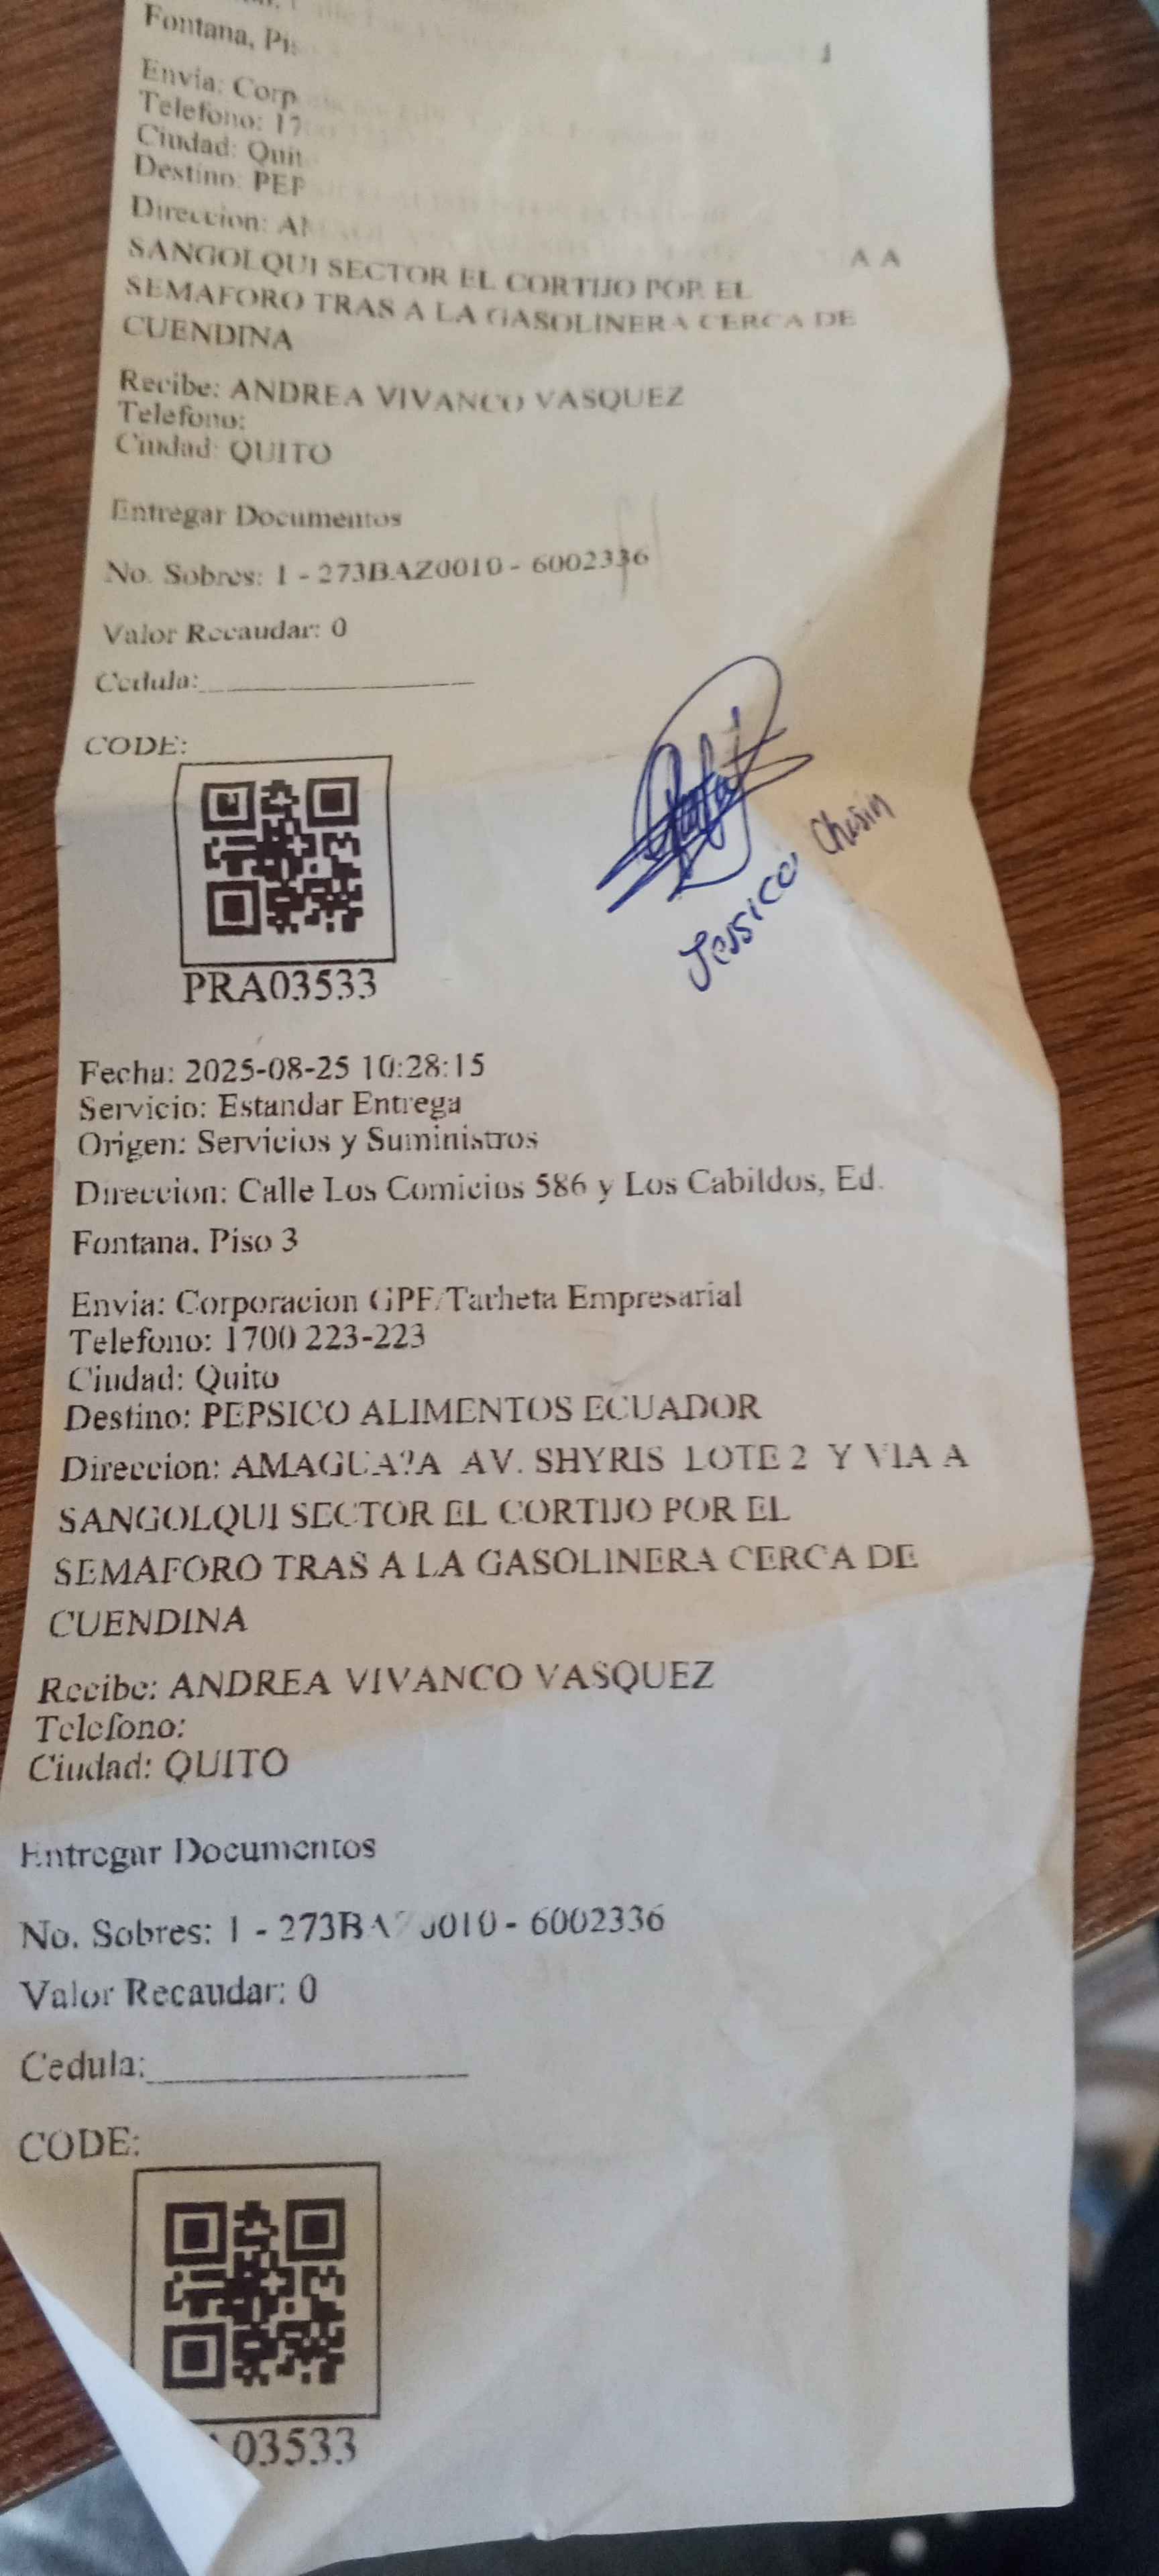 Fontana,
Envia: Corp
Telefono: 17
Ciudad: Quit
Destino: PEP
Direccion: A A
SANGOLQUI SECTOR EL CORTIJO POR EL
SEMAFORO TRAS A LA GASOLINERA CERCA DE
CUENDINA
Recibe: ANDREA VIVANCO VASQUEZ
Telefono:
Ciudad: QUITO
Entregar Documentos
No. Sobres: 1 - 273BAZ0010 - 6002336
Valor Recaudar: 0
Cedula:
CODE:
Jessica
PRA03533
Fecha: 2025-08-25 10:28:15
Servicio: Estandar Entrega
Origen: Servicios y Suministros
Direccion: Calle Los Comicios 586 y Los Cabildos, Ed.
Fontana, Piso 3
Envia: Corporacion GPF/Tarheta Empresarial
Telefono: 1700 223-223
Ciudad: Quito
Destino: PEPSICO ALIMENTOS ECUADOR
Direccion: AMAGUA?A AV. SHYRIS LOTE 2 Y VIA A
SANGOLQUI SECTOR EL CORTIJO POR EL
SEMAFORO TRAS A LA GASOLINERA CERCA DE
CUENDINA
Recibe: ANDREA VIVANCO VASQUEZ
Telefono:
Ciudad: QUITO
Entregar Documentos
No. Sobres: 1 - 273BAZ0010 - 6002336
Valor Recaudar: 0
Cedula:
CODE:
03533